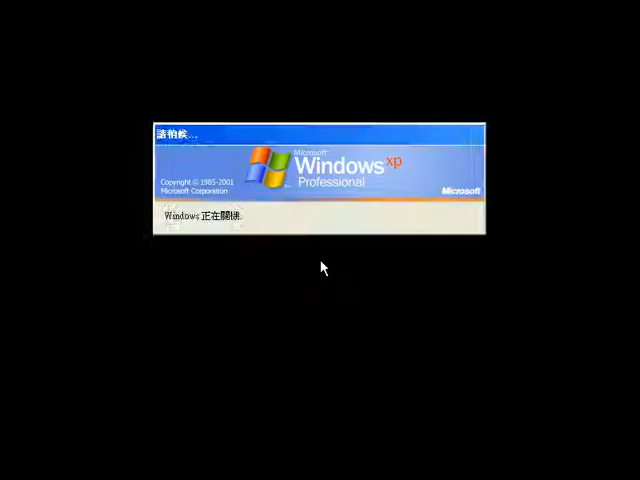 請稍候...
Microsoft®
Windows xp
Professional
Copyright © 1985-2001
Microsoft Corporation
Microsoft
Windows 正在關機.